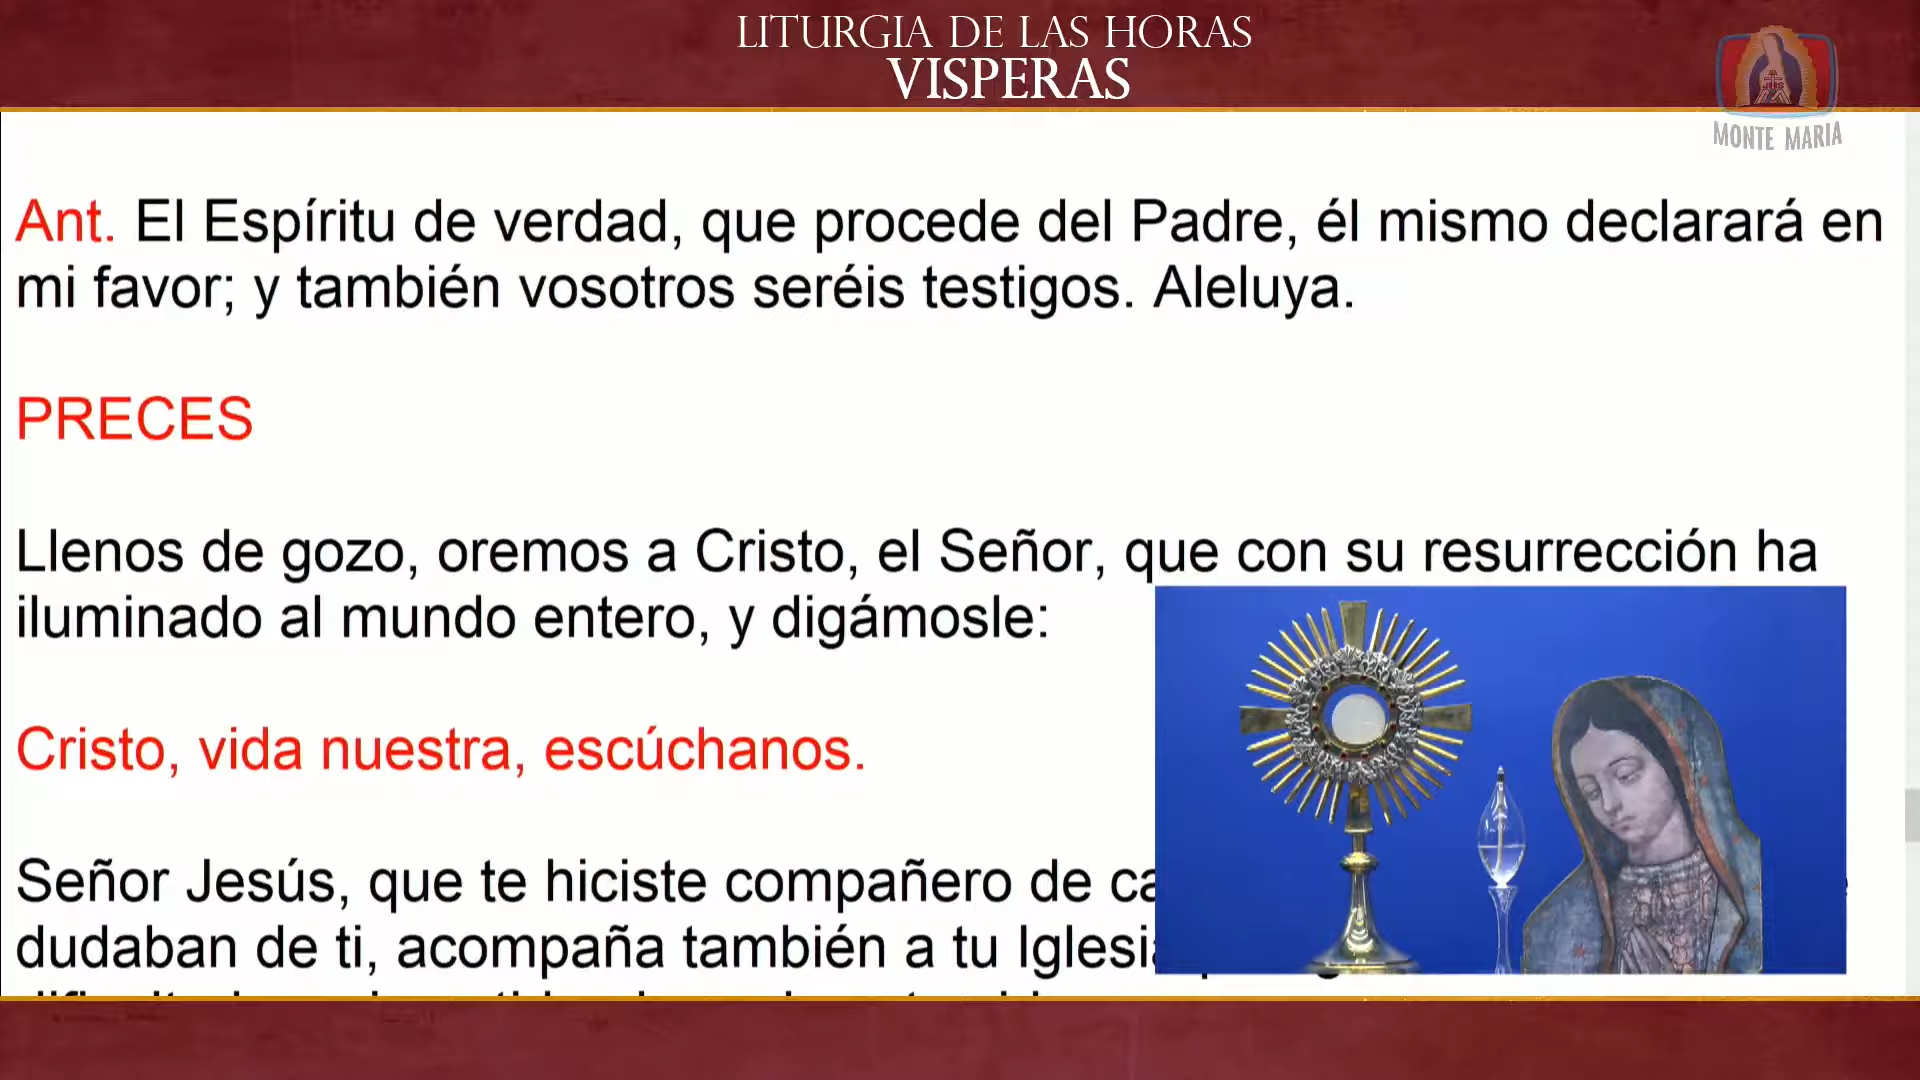 LITURGIA DE LAS HORAS
VISPERAS
MONTE MARIA
Ant. El Espíritu de verdad, que procede del Padre, él mismo declarará en
mi favor; y también vosotros seréis testigos. Aleluya.
PRECES
Llenos de gozo, oremos a Cristo, el Señor, que con su resurrección ha
iluminado al mundo entero, y digámosle:
Cristo, vida nuestra, escúchanos.
Señor Jesús, que te hiciste compañero de
dudaban de ti, acompaña también a tu